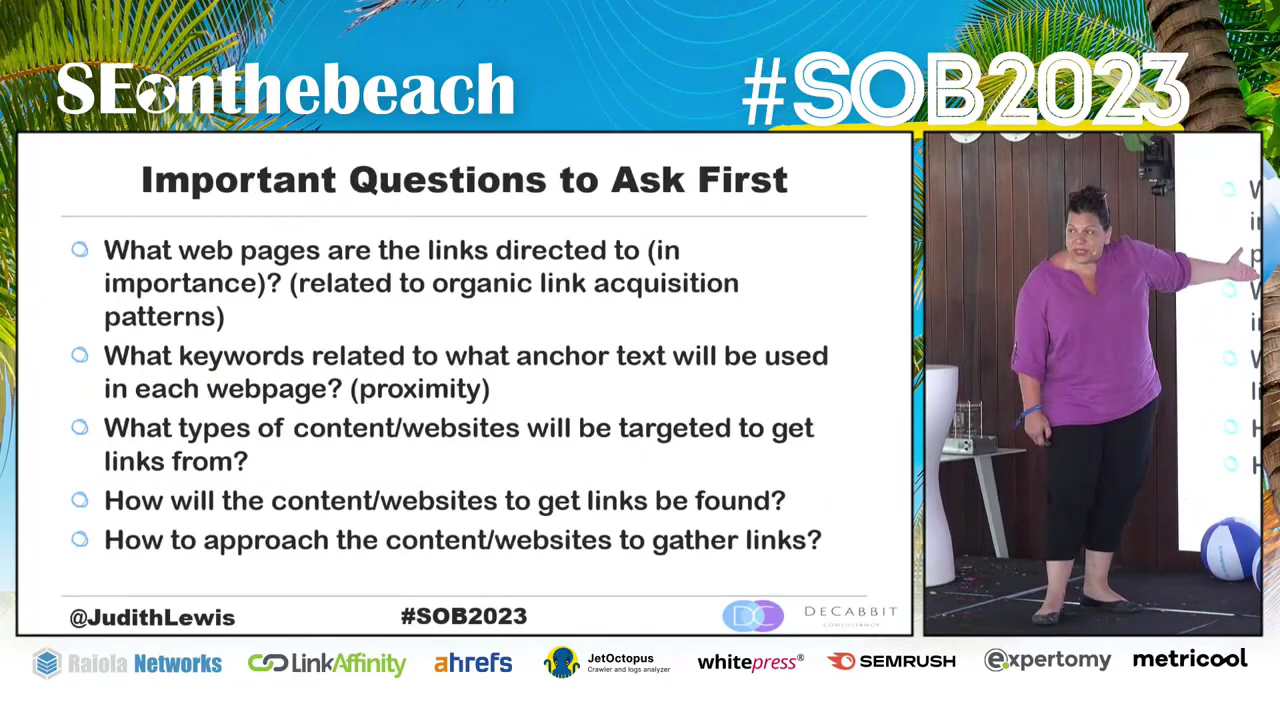 SEonthebeach
#SOB2023
Important Questions to Ask First
What web pages are the links directed to (in
importance)? (related to organic link acquisition
patterns)
What keywords related to what anchor text will be used
in each webpage? (proximity)
What types of content/websites will be targeted to get
links from?
How will the content/websites to get links be found?
How to approach the content/websites to gather links?
@JudithLewis
#SOB2023
DC
DECABBIT
CONSULTANCY
Raiola Networks
LinkAffinity
ahrefs
JetOctopus
Crawler and logs analyzer
whitepress®
SEMRUSH
expertomy
metricool